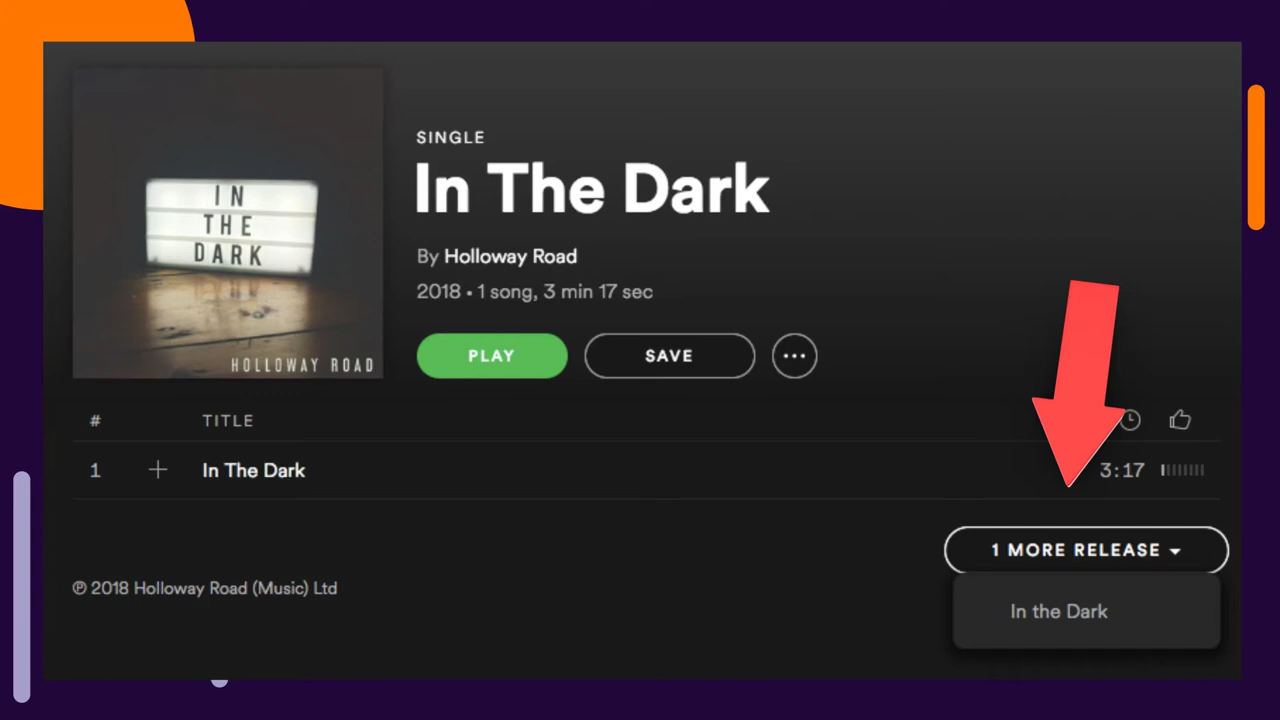 IN
THE
DARK
HOLLOWAY ROAD
SINGLE
In The Dark
By Holloway Road
2018 • 1 song, 3 min 17 sec
PLAY
SAVE
# TITLE
1 In The Dark 3:17
1 MORE RELEASE
In the Dark
℗ 2018 Holloway Road (Music) Ltd